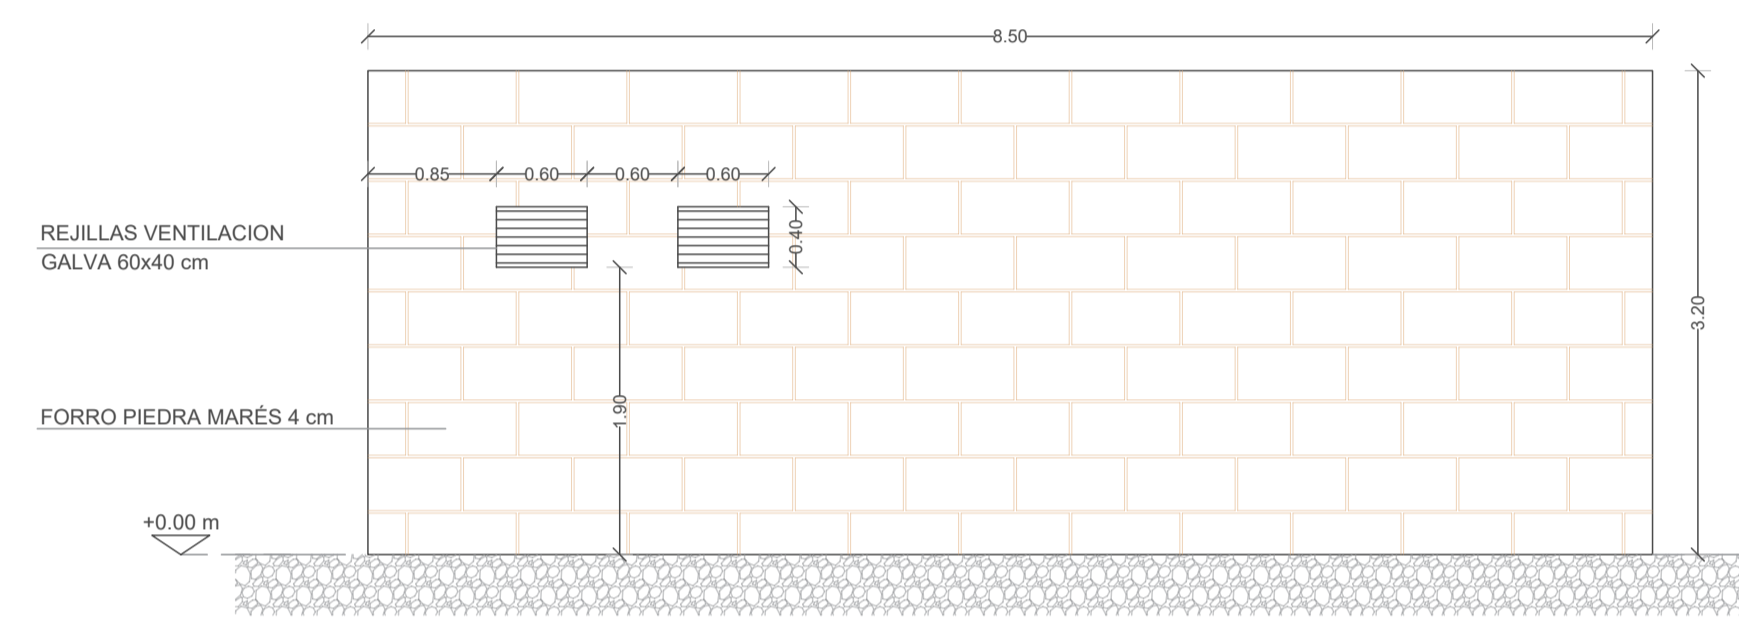 8.50
0.85
0.60
0.60
0.60
REJILLAS VENTILACION
GALVA 60x40 cm
0.40
3.20
1.90
FORRO PIEDRA MARÉS 4 cm
+0.00 m